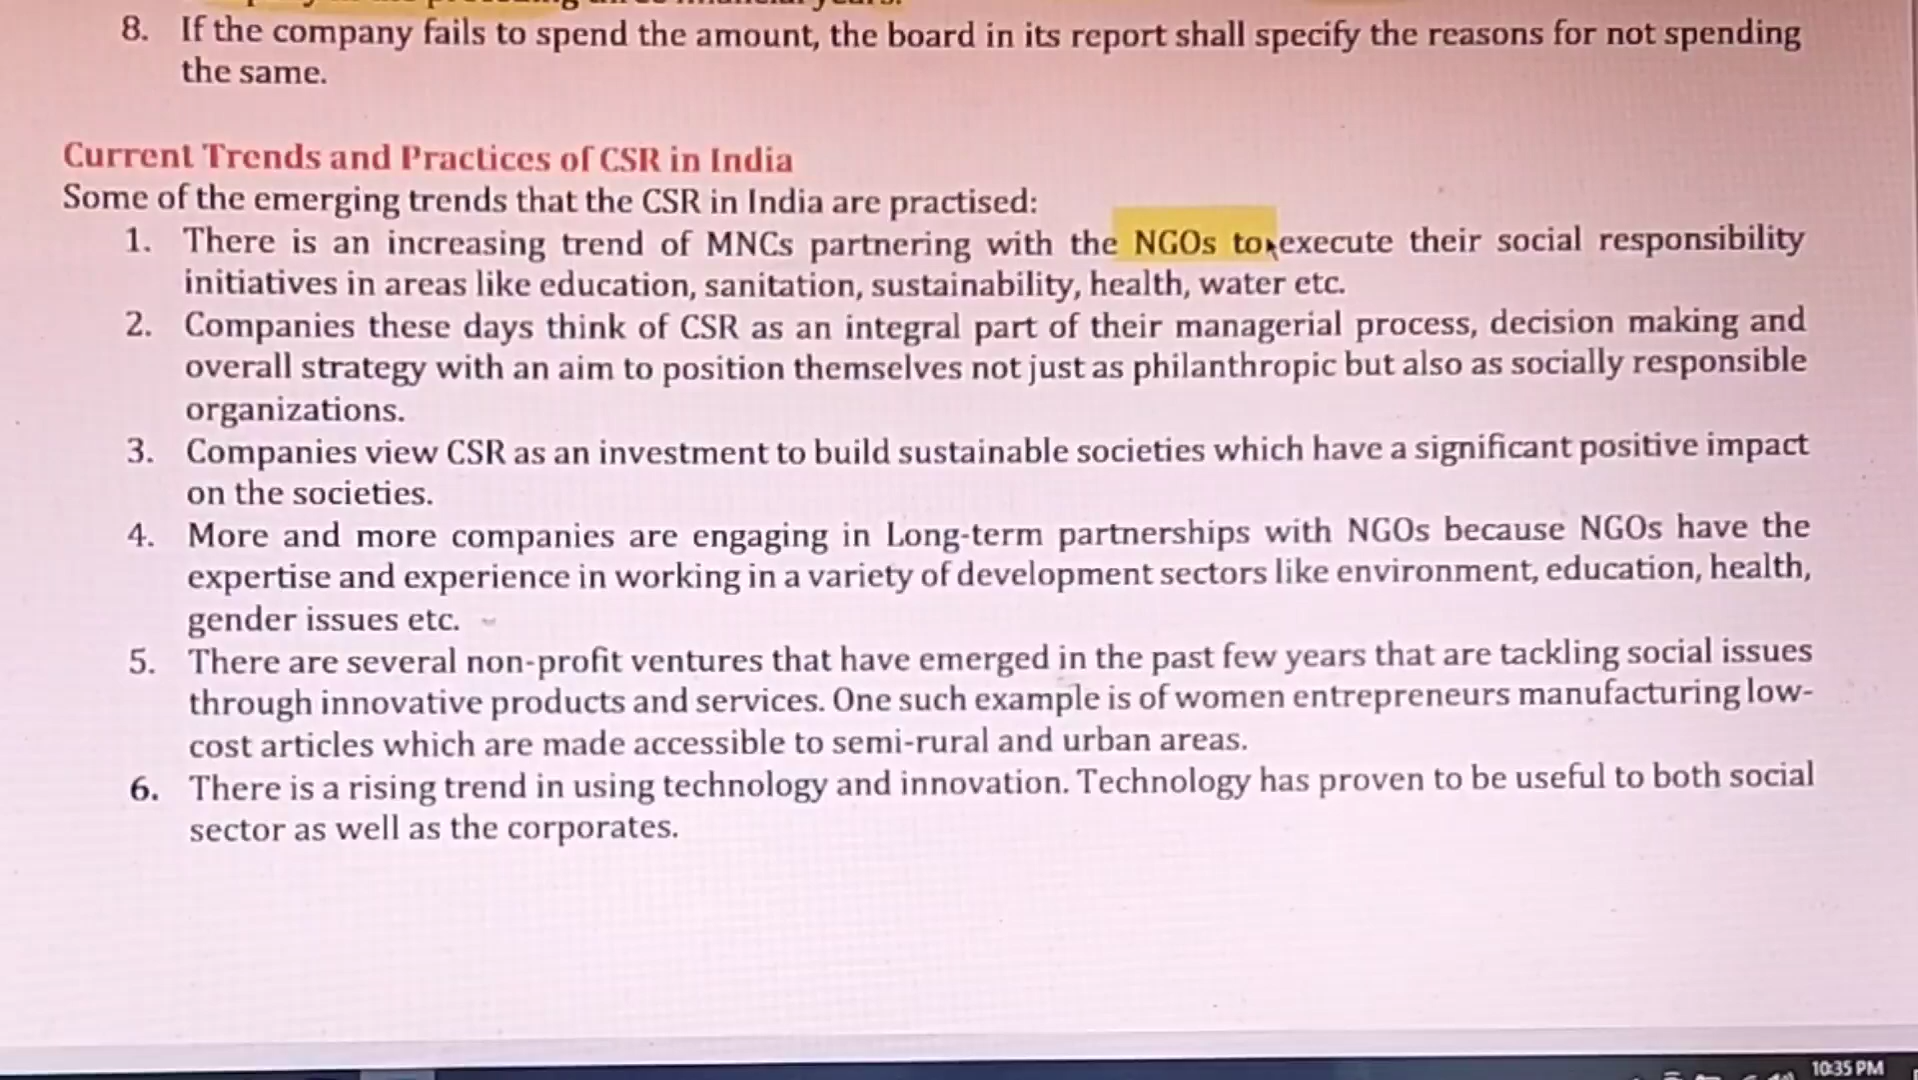 8. If the company fails to spend the amount, the board in its report shall specify the reasons for not spending
the same.
Current Trends and Practices of CSR in India
Some of the emerging trends that the CSR in India are practised:
1. There is an increasing trend of MNCs partnering with the NGOs to execute their social responsibility
initiatives in areas like education, sanitation, sustainability, health, water etc.
2. Companies these days think of CSR as an integral part of their managerial process, decision making and
overall strategy with an aim to position themselves not just as philanthropic but also as socially responsible
organizations.
3. Companies view CSR as an investment to build sustainable societies which have a significant positive impact
on the societies.
4. More and more companies are engaging in Long-term partnerships with NGOs because NGOs have the
expertise and experience in working in a variety of development sectors like environment, education, health,
gender issues etc.
5. There are several non-profit ventures that have emerged in the past few years that are tackling social issues
through innovative products and services. One such example is of women entrepreneurs manufacturing low-
cost articles which are made accessible to semi-rural and urban areas.
6. There is a rising trend in using technology and innovation. Technology has proven to be useful to both social
sector as well as the corporates.
10:35 PM